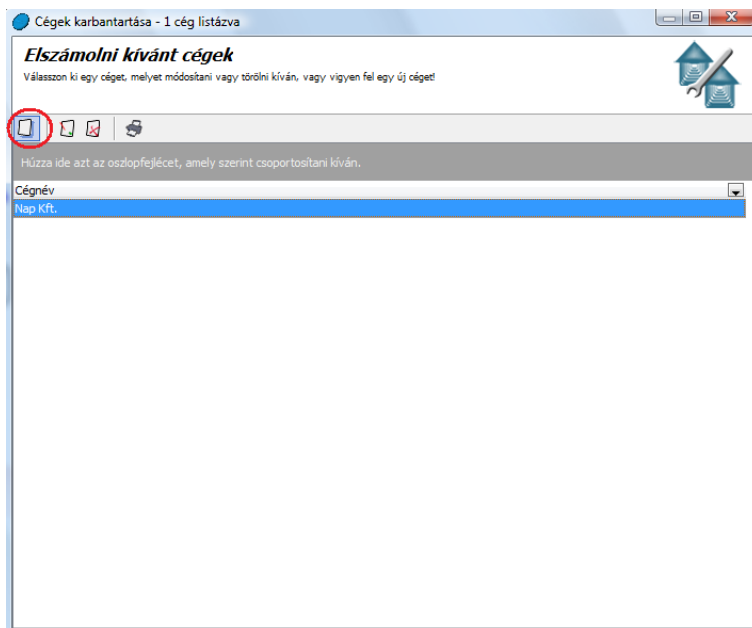 Cégek karbantartása - 1 cég listázva
Elszámolni kívánt cégek
Válasszon ki egy céget, melyet módosítani vagy törölni kíván, vagy vigyen fel egy új céget!
Húzza ide azt az oszlopfejlécet, amely szerint csoportosítani kíván.
Cégnév
Nap Kft.